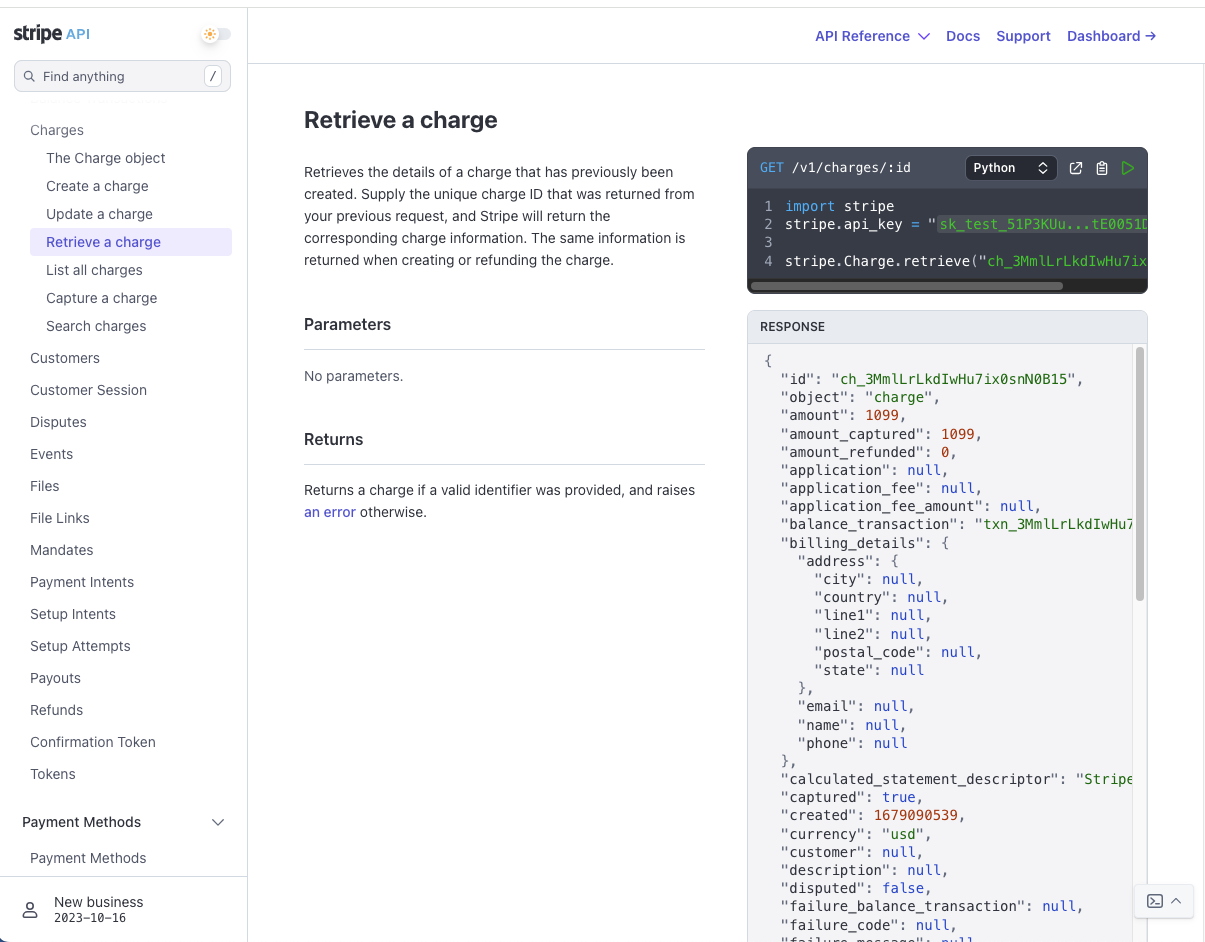 stripe API
Find anything
/
Charges
The Charge object
Create a charge
Update a charge
Retrieve a charge
List all charges
Capture a charge
Search charges
Customers
Customer Session
Disputes
Events
Files
File Links
Mandates
Payment Intents
Setup Intents
Setup Attempts
Payouts
Refunds
Confirmation Token
Tokens
Payment Methods
Payment Methods
New business
2023-10-16
API Reference
Docs
Support
Dashboard →
Retrieve a charge
Retrieves the details of a charge that has previously been
created. Supply the unique charge ID that was returned from
your previous request, and Stripe will return the
corresponding charge information. The same information is
returned when creating or refunding the charge.
Parameters
No parameters.
Returns
Returns a charge if a valid identifier was provided, and raises
an error otherwise.
GET /v1/charges/:id
Python
1 import stripe
2 stripe.api_key = "sk_test_51P3KUu...tE0051D
3
4 stripe.Charge.retrieve("ch_3MmlLrLkdIwHu7ix
RESPONSE
{
"id": "ch_3MmlLrLkdIwHu7ix0snN0B15",
"object": "charge",
"amount": 1099,
"amount_captured": 1099,
"amount_refunded": 0,
"application": null,
"application_fee": null,
"application_fee_amount": null,
"balance_transaction": "txn_3MmlLrLkdIwHu7
"billing_details": {
"address": {
"city": null,
"country": null,
"line1": null,
"line2": null,
"postal_code": null,
"state": null
},
"email": null,
"name": null,
"phone": null
},
"calculated_statement_descriptor": "Stripe
"captured": true,
"created": 1679090539,
"currency": "usd",
"customer": null,
"description": null,
"disputed": false,
"failure_balance_transaction": null,
"failure_code": null,
"failure_message": null